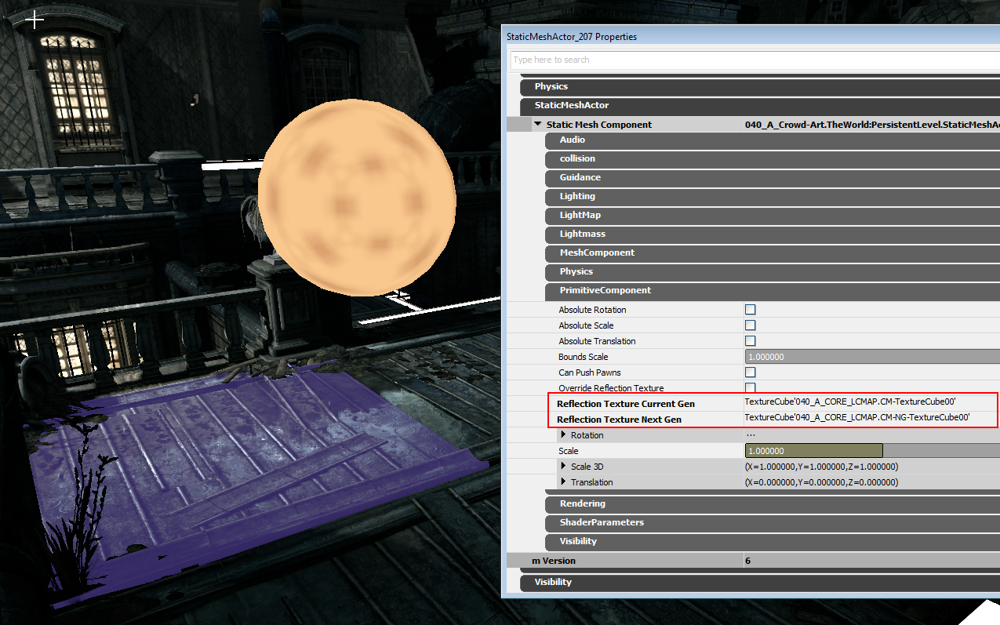 StaticMeshActor_207 Properties
Type here to search
Physics
StaticMeshActor
Static Mesh Component 040_A_Crowd-Art.TheWorld:PersistentLevel.StaticMeshA
Audio
collision
Guidance
Lighting
LightMap
Lightmass
MeshComponent
Physics
PrimitiveComponent
Absolute Rotation
Absolute Scale
Absolute Translation
Bounds Scale 1.000000
Can Push Pawns
Override Reflection Texture
Reflection Texture Current Gen TextureCube'040_A_CORE_LCMAP.CM-TextureCube00'
Reflection Texture Next Gen TextureCube'040_A_CORE_LCMAP.CM-NG-TextureCube00'
Rotation ...
Scale 1.000000
Scale 3D (X=1.000000,Y=1.000000,Z=1.000000)
Translation (X=0.000000,Y=0.000000,Z=0.000000)
Rendering
ShaderParameters
Visibility
m Version 6
Visibility